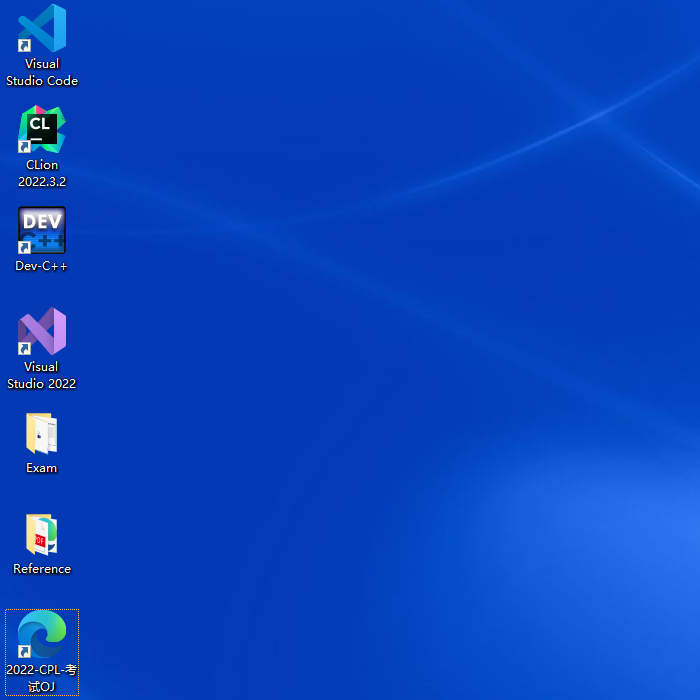 Visual
Studio Code
CL
CLion
2022.3.2
DEV
C++
Dev-C++
Visual
Studio 2022
Exam
PDF
Reference
2022-CPL-考
试OJ